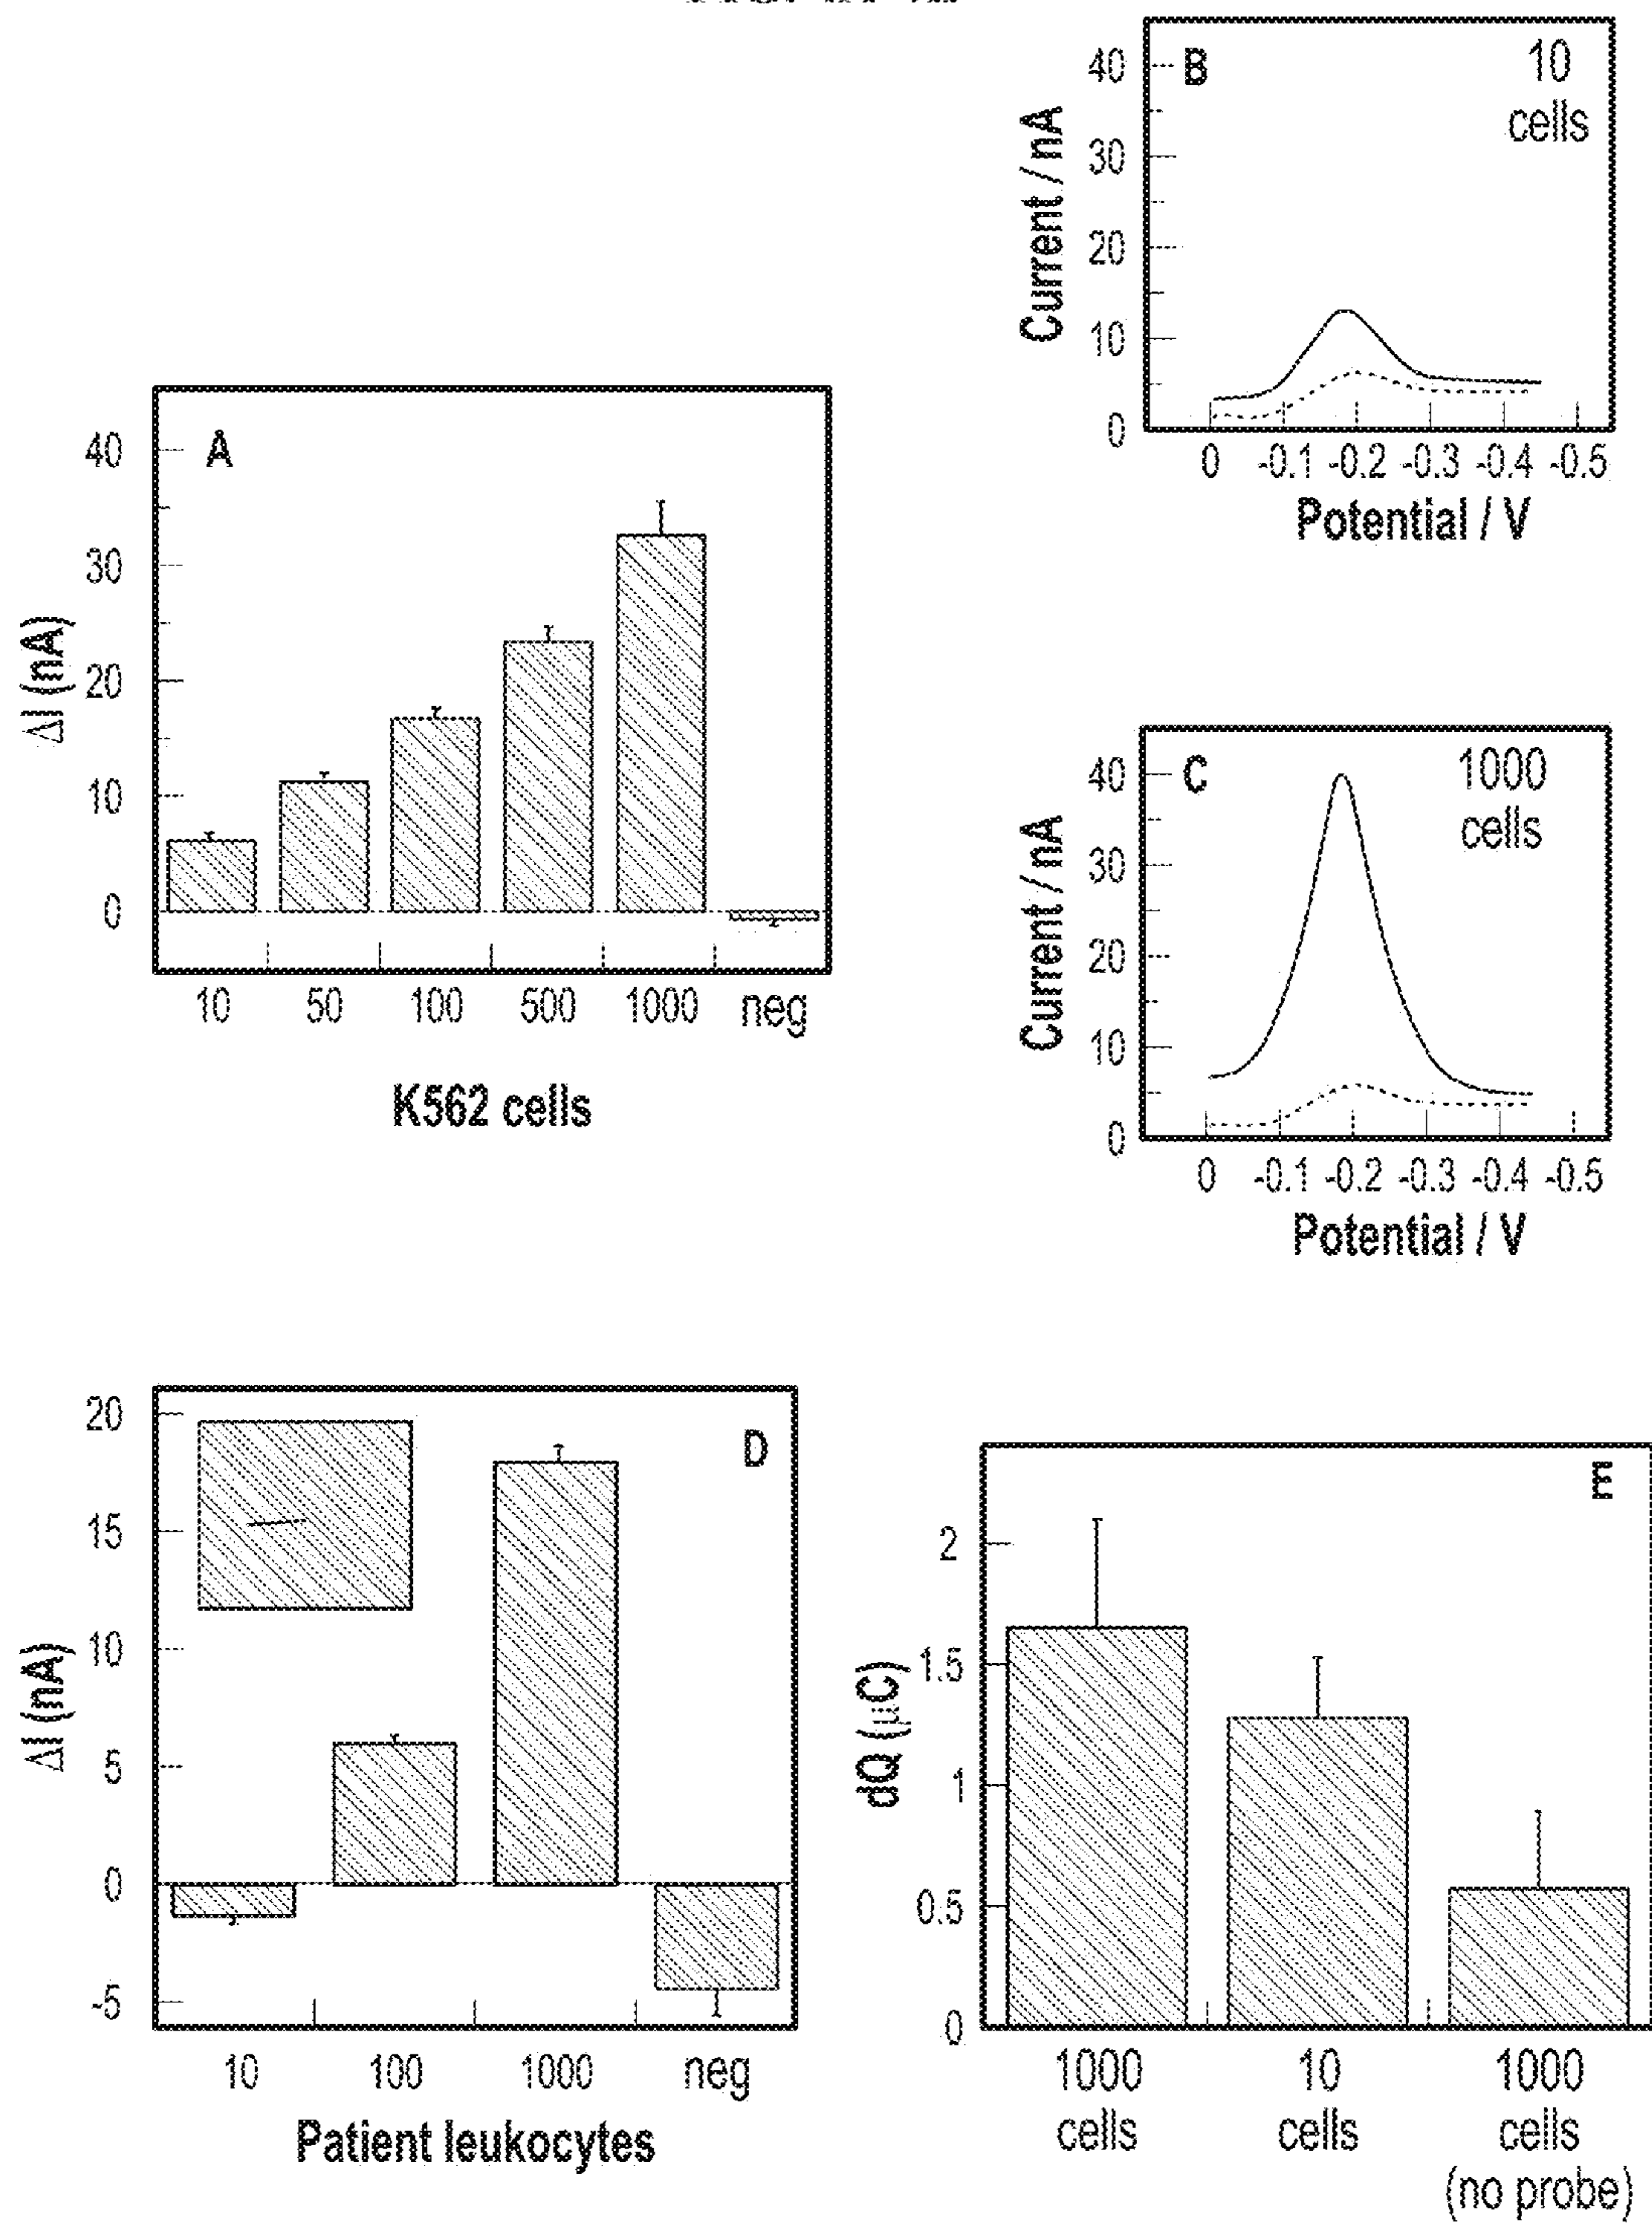 B
10
cells
40
30
20
10
0
Current / nA
0 -0.1 -0.2 -0.3 -0.4 -0.5
Potential / V
A
40
30
20
10
0
ΔI (nA)
10 50 100 500 1000 neg
K562 cells
C
1000
cells
40
30
20
10
0
Current / nA
0 -0.1 -0.2 -0.3 -0.4 -0.5
Potential / V
D
20
15
10
5
0
-5
ΔI (nA)
10 100 1000 neg
Patient leukocytes
E
2
1.5
1
0.5
0
dQ (μC)
1000 10 1000
cells cells cells
(no probe)